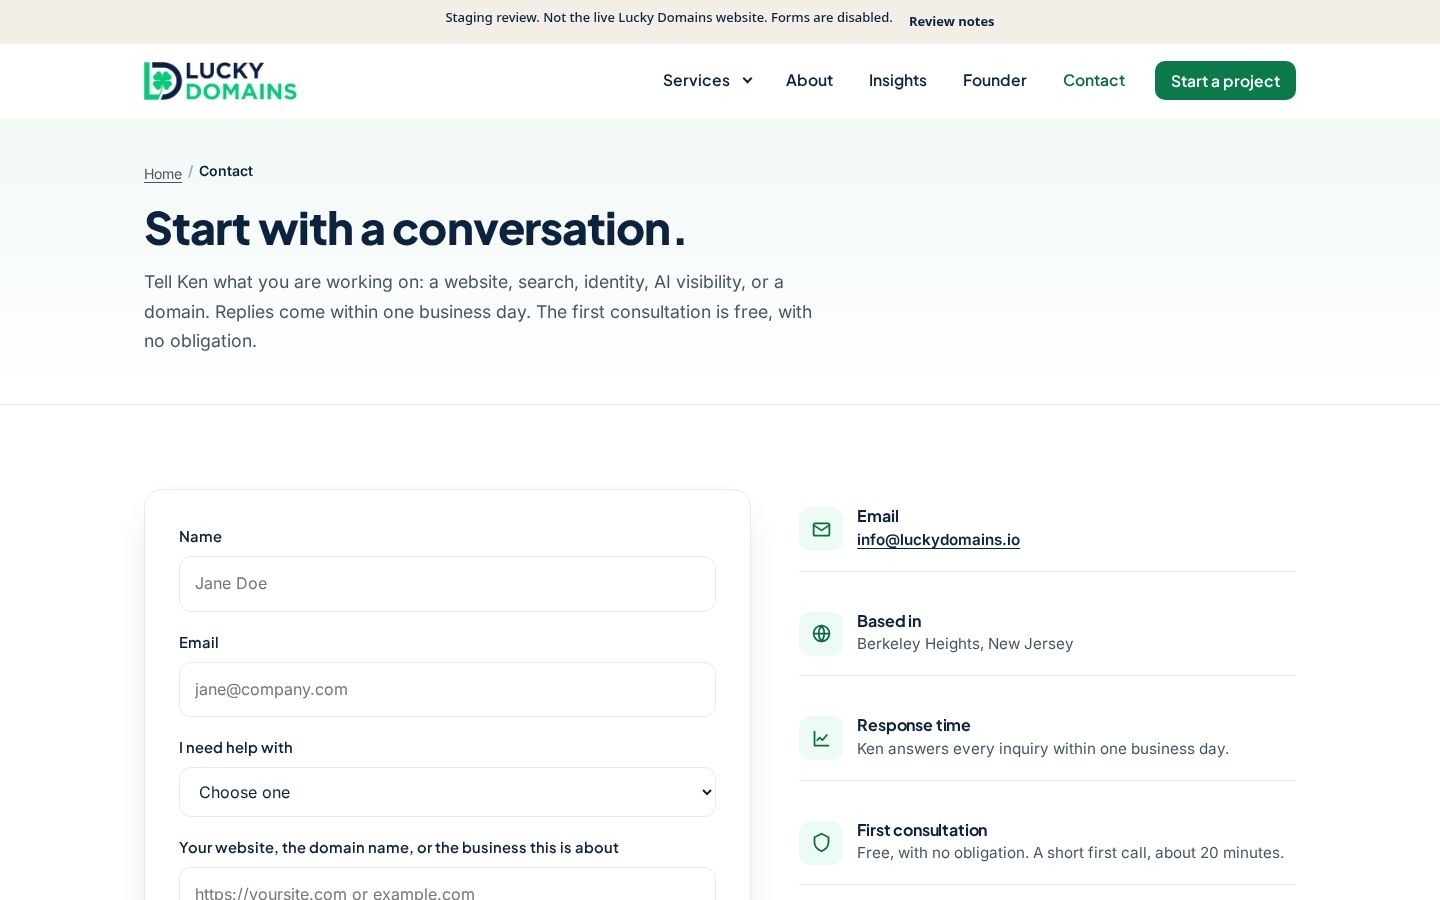 Staging review. Not the live Lucky Domains website. Forms are disabled. Review notes
LUCKY
DOMAINS
Services About Insights Founder Contact Start a project
Home / Contact
Start with a conversation.
Tell Ken what you are working on: a website, search, identity, AI visibility, or a
domain. Replies come within one business day. The first consultation is free, with
no obligation.
Name
Jane Doe
Email
jane@company.com
I need help with
Choose one
Your website, the domain name, or the business this is about
https://yoursite.com or example.com
Email
info@luckydomains.io
Based in
Berkeley Heights, New Jersey
Response time
Ken answers every inquiry within one business day.
First consultation
Free, with no obligation. A short first call, about 20 minutes.